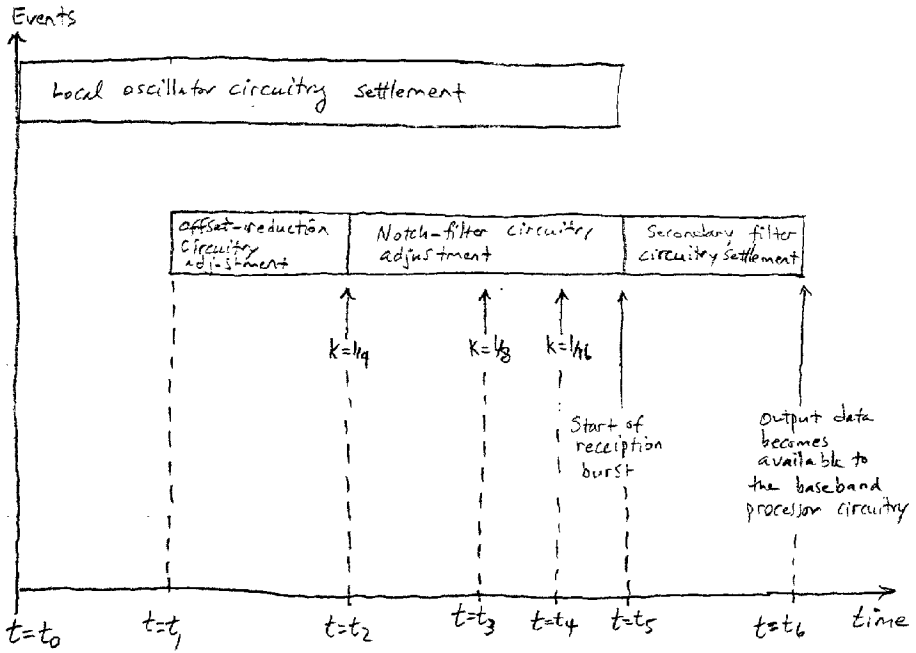 Events
Local oscillator circuitry settlement
offset-reduction
Circuitry
adjustment
Notch-filter circuitry
adjustment
Secondary filter
circuitry settlement
k=1/4
k=1/8
k=1/16
Start of
receiption
burst
Output data
becomes
available to
the baseband
processor circuitry
t=t₀
t=t₁
t=t₂
t=t₃
t=t₄
t=t₅
t=t₆
time